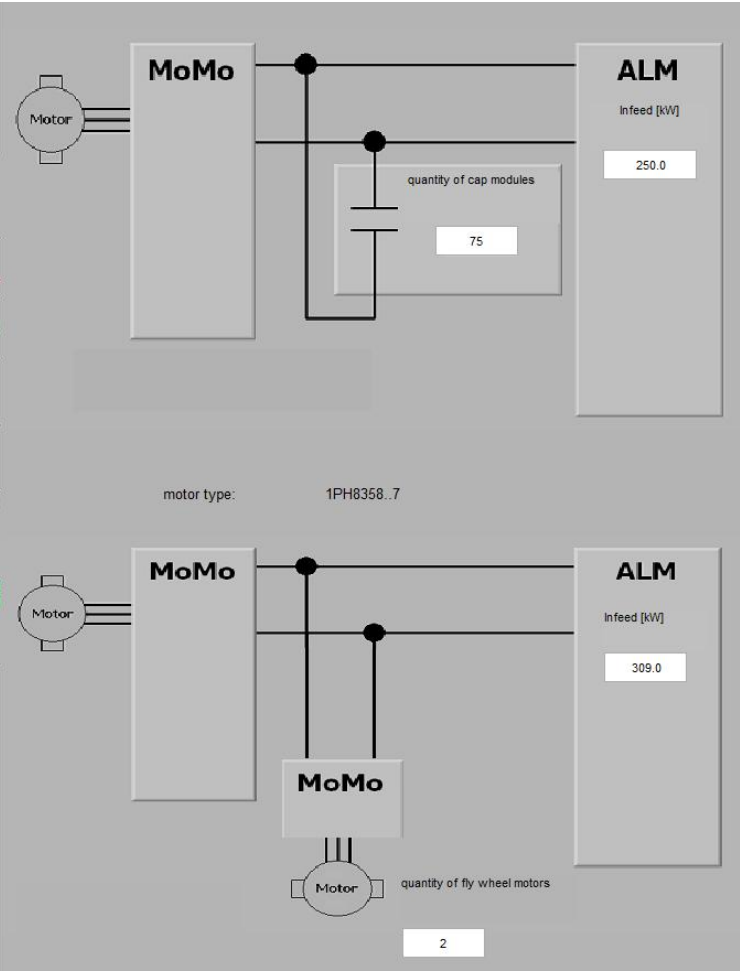 MoMo
ALM
Infeed [kW]
Motor
250.0
quantity of cap modules
75
motor type: 1PH8358..7
MoMo
ALM
Motor
Infeed [kW]
309.0
MoMo
Motor
quantity of fly wheel motors
2